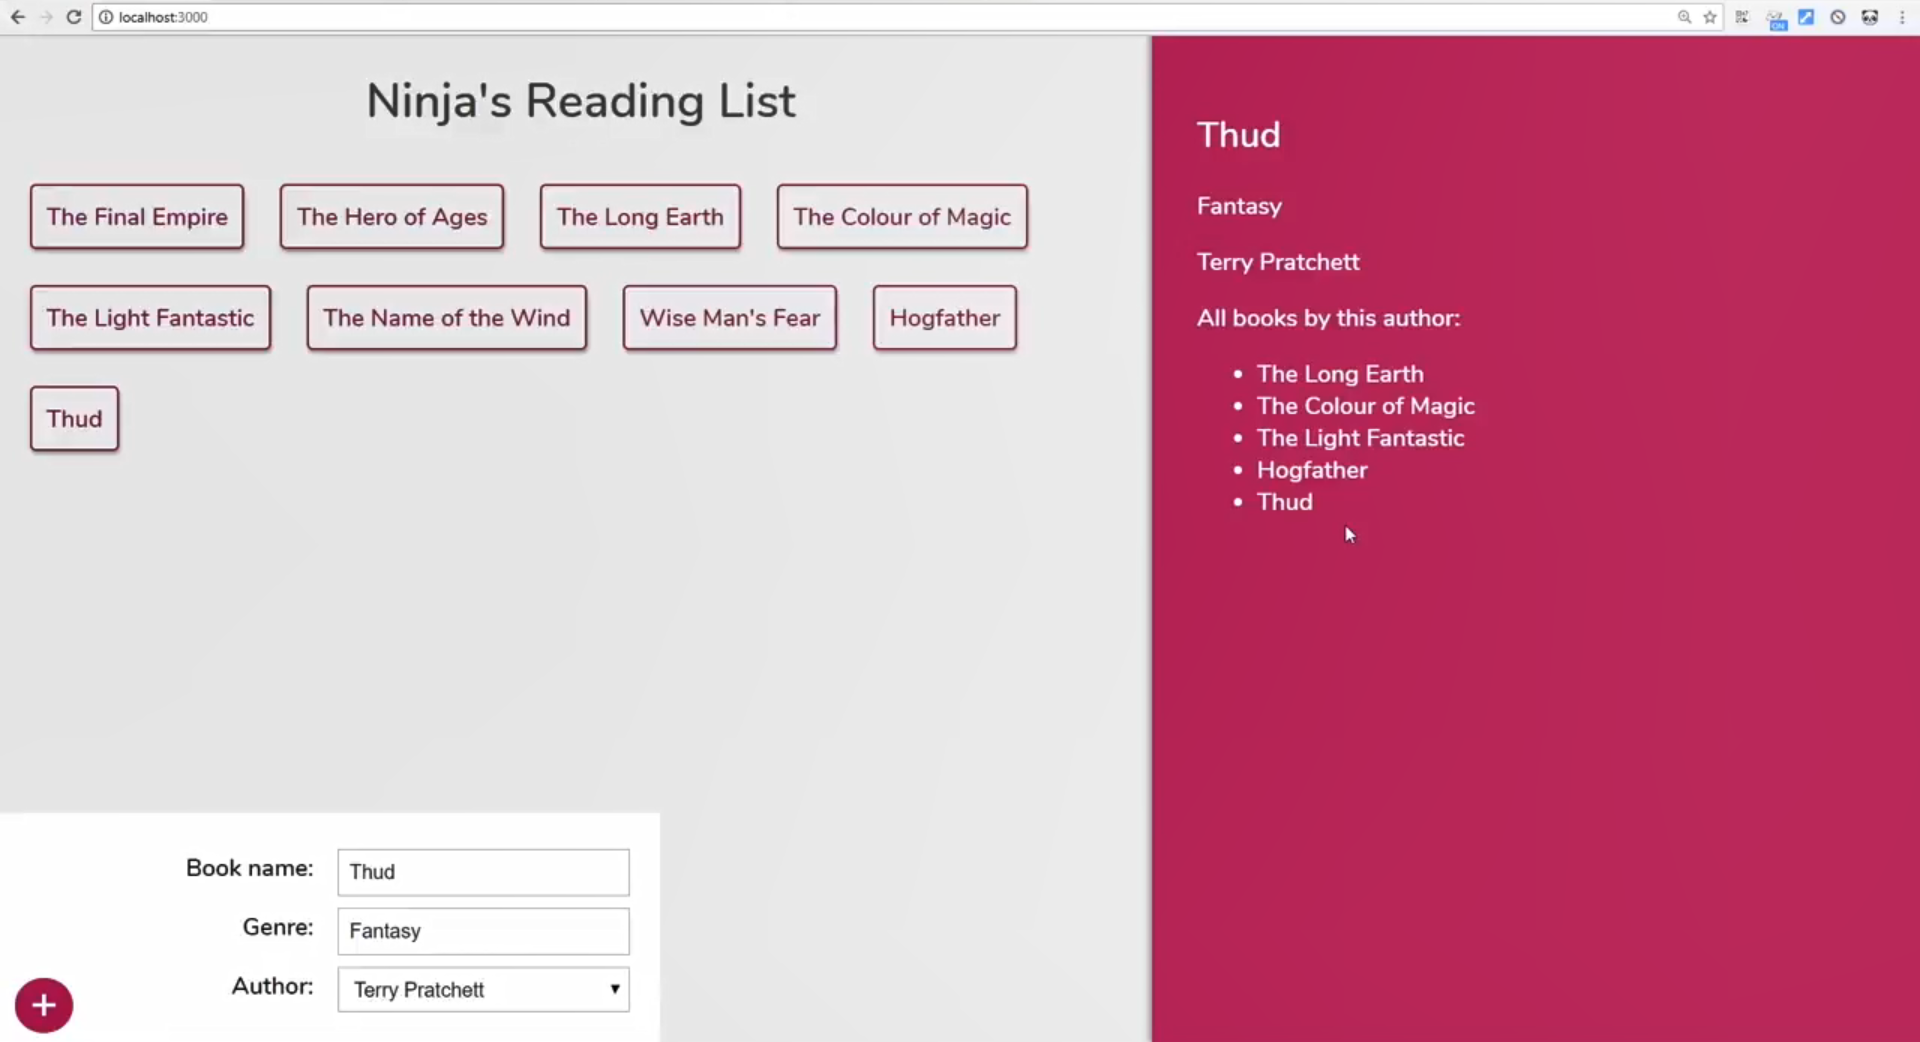 localhost:3000
ON
Ninja's Reading List
The Final Empire
The Hero of Ages
The Long Earth
The Colour of Magic
The Light Fantastic
The Name of the Wind
Wise Man's Fear
Hogfather
Thud
Thud
Fantasy
Terry Pratchett
All books by this author:
• The Long Earth
• The Colour of Magic
• The Light Fantastic
• Hogfather
• Thud
Book name: Thud
Genre: Fantasy
Author: Terry Pratchett
+